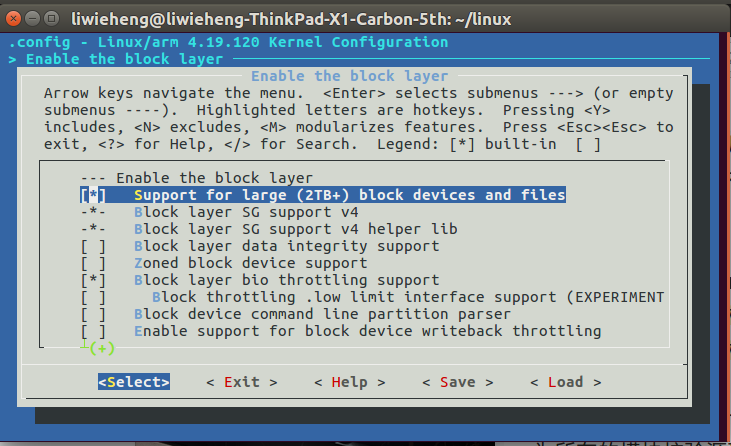 liwieheng@liwieheng-ThinkPad-X1-Carbon-5th: ~/linux
.config - Linux/arm 4.19.120 Kernel Configuration
> Enable the block layer
Enable the block layer
Arrow keys navigate the menu.  <Enter> selects submenus ---> (or empty
submenus ----).  Highlighted letters are hotkeys.  Pressing <Y>
includes, <N> excludes, <M> modularizes features.  Press <Esc><Esc> to
exit, <?> for Help, </> for Search.  Legend: [*] built-in  [ ]
--- Enable the block layer
[*]   Support for large (2TB+) block devices and files
-*-   Block layer SG support v4
-*-   Block layer SG support v4 helper lib
[ ]   Block layer data integrity support
[ ]   Zoned block device support
[*]   Block layer bio throttling support
[ ]     Block throttling .low limit interface support (EXPERIMENT
[ ]   Block device command line partition parser
[ ]   Enable support for block device writeback throttling
(+)
<Select>    < Exit >    < Help >    < Save >    < Load >